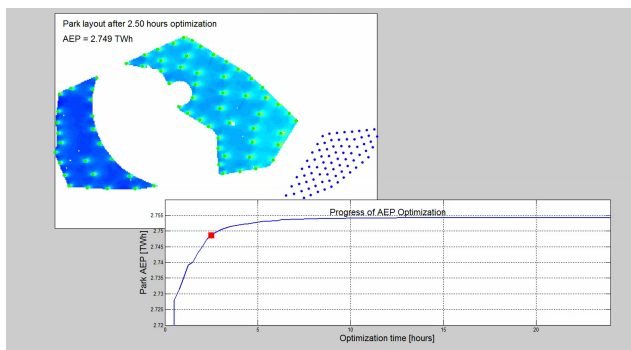 Park layout after 2.50 hours optimization
AEP = 2.749 TWh
Progress of AEP Optimization
Park AEP [TWh]
2.755
2.75
2.745
2.74
2.735
2.73
2.725
2.72
0 5 10 15 20
Optimization time [hours]